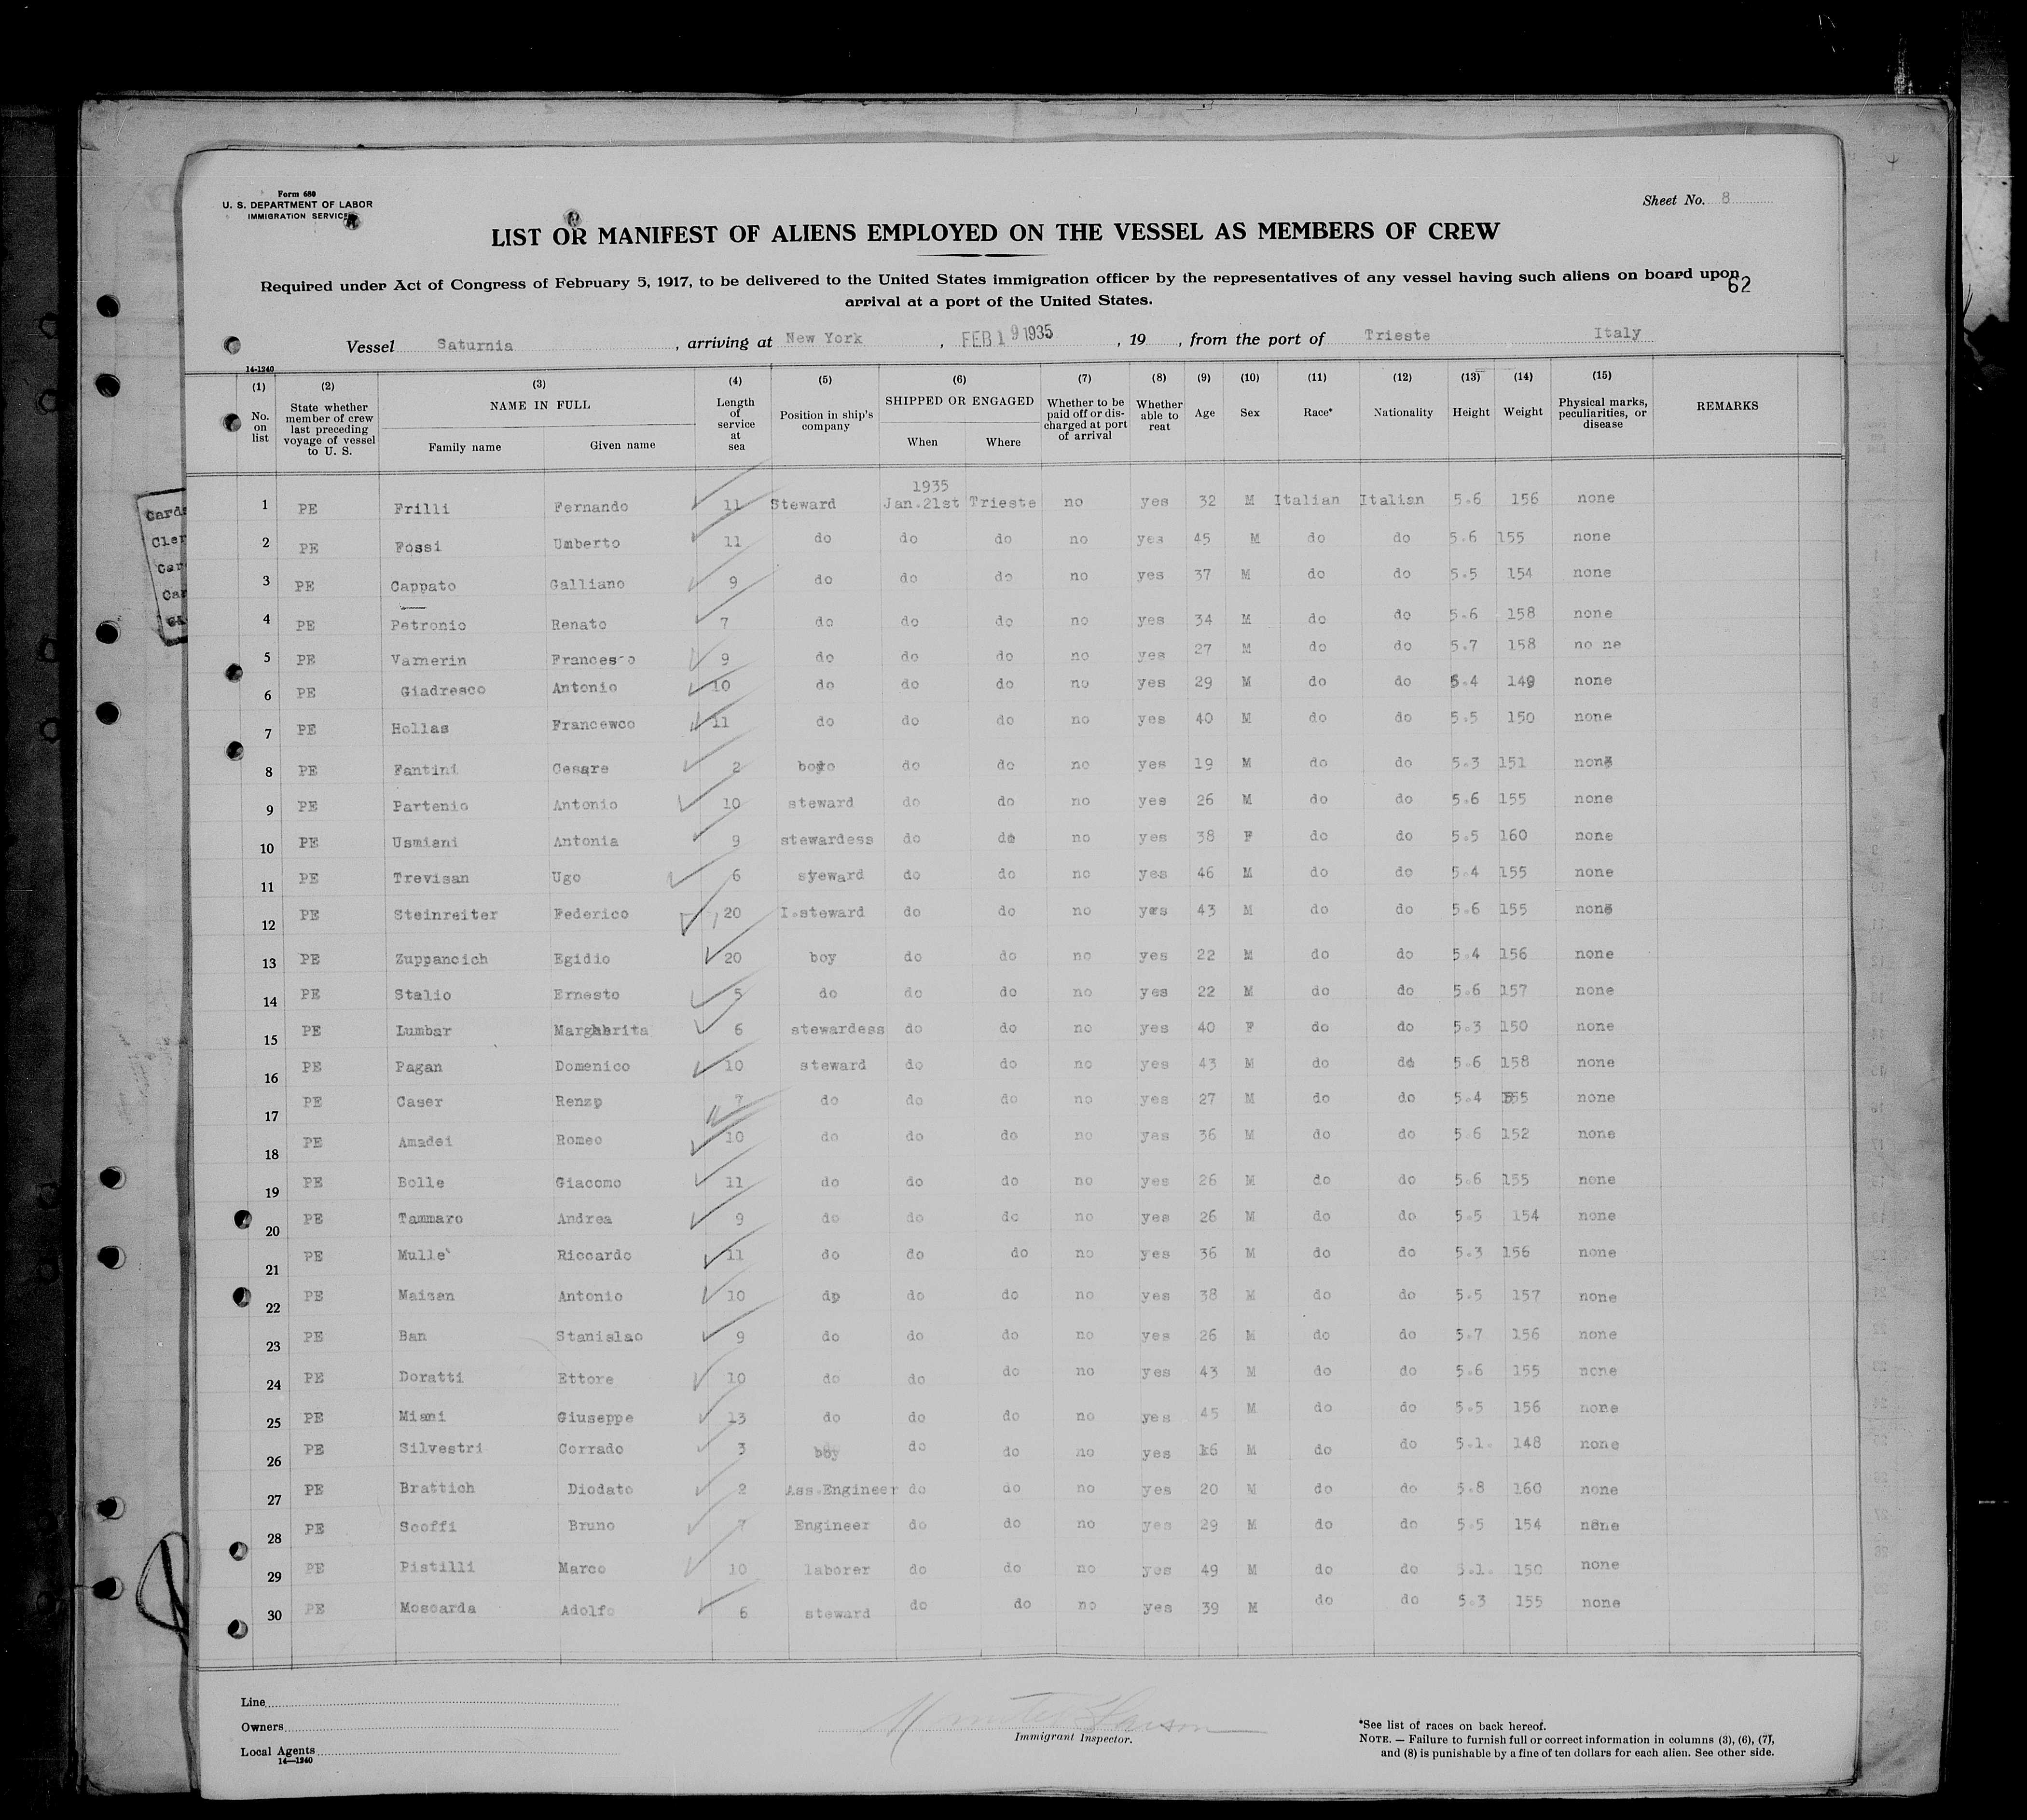 Form 680
U. S. DEPARTMENT OF LABOR
IMMIGRATION SERVICE
Sheet No. 8
LIST OR MANIFEST OF ALIENS EMPLOYED ON THE VESSEL AS MEMBERS OF CREW
Required under Act of Congress of February 5, 1917, to be delivered to the United States immigration officer by the representatives of any vessel having such aliens on board upon
arrival at a port of the United States.
62
Vessel Saturnia, arriving at New York, FEB 19 1935, 19 , from the port of Trieste Italy
14-1240
(1) (2) (3) (4) (5) (6) (7) (8) (9) (10) (11) (12) (13) (14) (15)
No. on list State whether member of crew last preceding voyage of vessel to U. S. NAME IN FULL Family name Given name Length of service at sea Position in ship's company SHIPPED OR ENGAGED When Where Whether to be paid off or discharged at port of arrival Whether able to reat Age Sex Race* Nationality Height Weight Physical marks, peculiarities, or disease REMARKS
1935
1 PE Frilli Fernando 11 Steward Jan.21st Trieste no yes 32 M Italian Italian 5.6 156 none
2 PE Fossi Umberto 11 do do do no yes 45 M do do 5.6 155 none
3 PE Cappato Galliano 9 do do do no yes 37 M do do 5.5 154 none
4 PE Petronio Renato 7 do do do no yes 34 M do do 5.6 158 none
5 PE Vamerin Francesco 9 do do do no yes 27 M do do 5.7 158 no ne
6 PE Giadresco Antonio 10 do do do no yes 29 M do do 5.4 149 none
7 PE Hollas Francewco 11 do do do no yes 40 M do do 5.5 150 none
8 PE Fantini Cesare 2 do do no yes 19 M do do 5.3 151 none
9 PE Partenio Antonio 10 steward do do no yes 26 M do do 5.6 155 none
10 PE Usmiani Antonia 9 stewardess do do no yes 38 F do do 5.5 160 none
11 PE Trevisan Ugo 6 syeward do do no yes 46 M do do 5.4 155 none
12 PE Steinreiter Federico 20 I.steward do do no yes 43 M do do 5.6 155 none
13 PE Zuppancich Egidio 20 boy do do no yes 22 M do do 5.4 156 none
14 PE Stalio Ernesto 5 do do do no yes 22 M do do 5.6 157 none
15 PE Lumbar Margherita 6 stewardess do do no yes 40 F do do 5.3 150 none
16 PE Pagan Domenico 10 steward do do no yes 43 M do do 5.6 158 none
17 PE Caser Renzp 7 do do do no yes 27 M do do 5.4 155 none
18 PE Amadei Romeo 10 do do do no yes 36 M do do 5.6 152 none
19 PE Bolle Giacomo 11 do do do no yes 26 M do do 5.6 155 none
20 PE Tammaro Andrea 9 do do do no yes 26 M do do 5.5 154 none
21 PE Mulle` Riccardo 11 do do do no yes 36 M do do 5.3 156 none
22 PE Maisan Antonio 10 dp do do no yes 38 M do do 5.5 157 none
23 PE Ban Stanislao 9 do do do no yes 26 M do do 5.7 156 none
24 PE Doratti Ettore 10 do do do no yes 43 M do do 5.6 155 none
25 PE Miani Giuseppe 13 do do do no yes 45 M do do 5.5 156 none
26 PE Silvestri Corrado 3 boy do do no yes 16 M do do 5.1. 148 none
27 PE Brattich Diodato 2 Ass.Engineer do do no yes 20 M do do 5.8 160 none
28 PE Scoffi Bruno 7 Engineer do do no yes 29 M do do 5.5 154 none
29 PE Pistilli Marco 10 laborer do do no yes 49 M do do 5.1. 150 none
30 PE Moscarda Adolfo 6 steward do do no yes 39 M do do 5.3 155 none
Line
Owners
Local Agents
14—1240
Immigrant Inspector.
*See list of races on back hereof.
NOTE. — Failure to furnish full or correct information in columns (3), (6), (7),
and (8) is punishable by a fine of ten dollars for each alien. See other side.